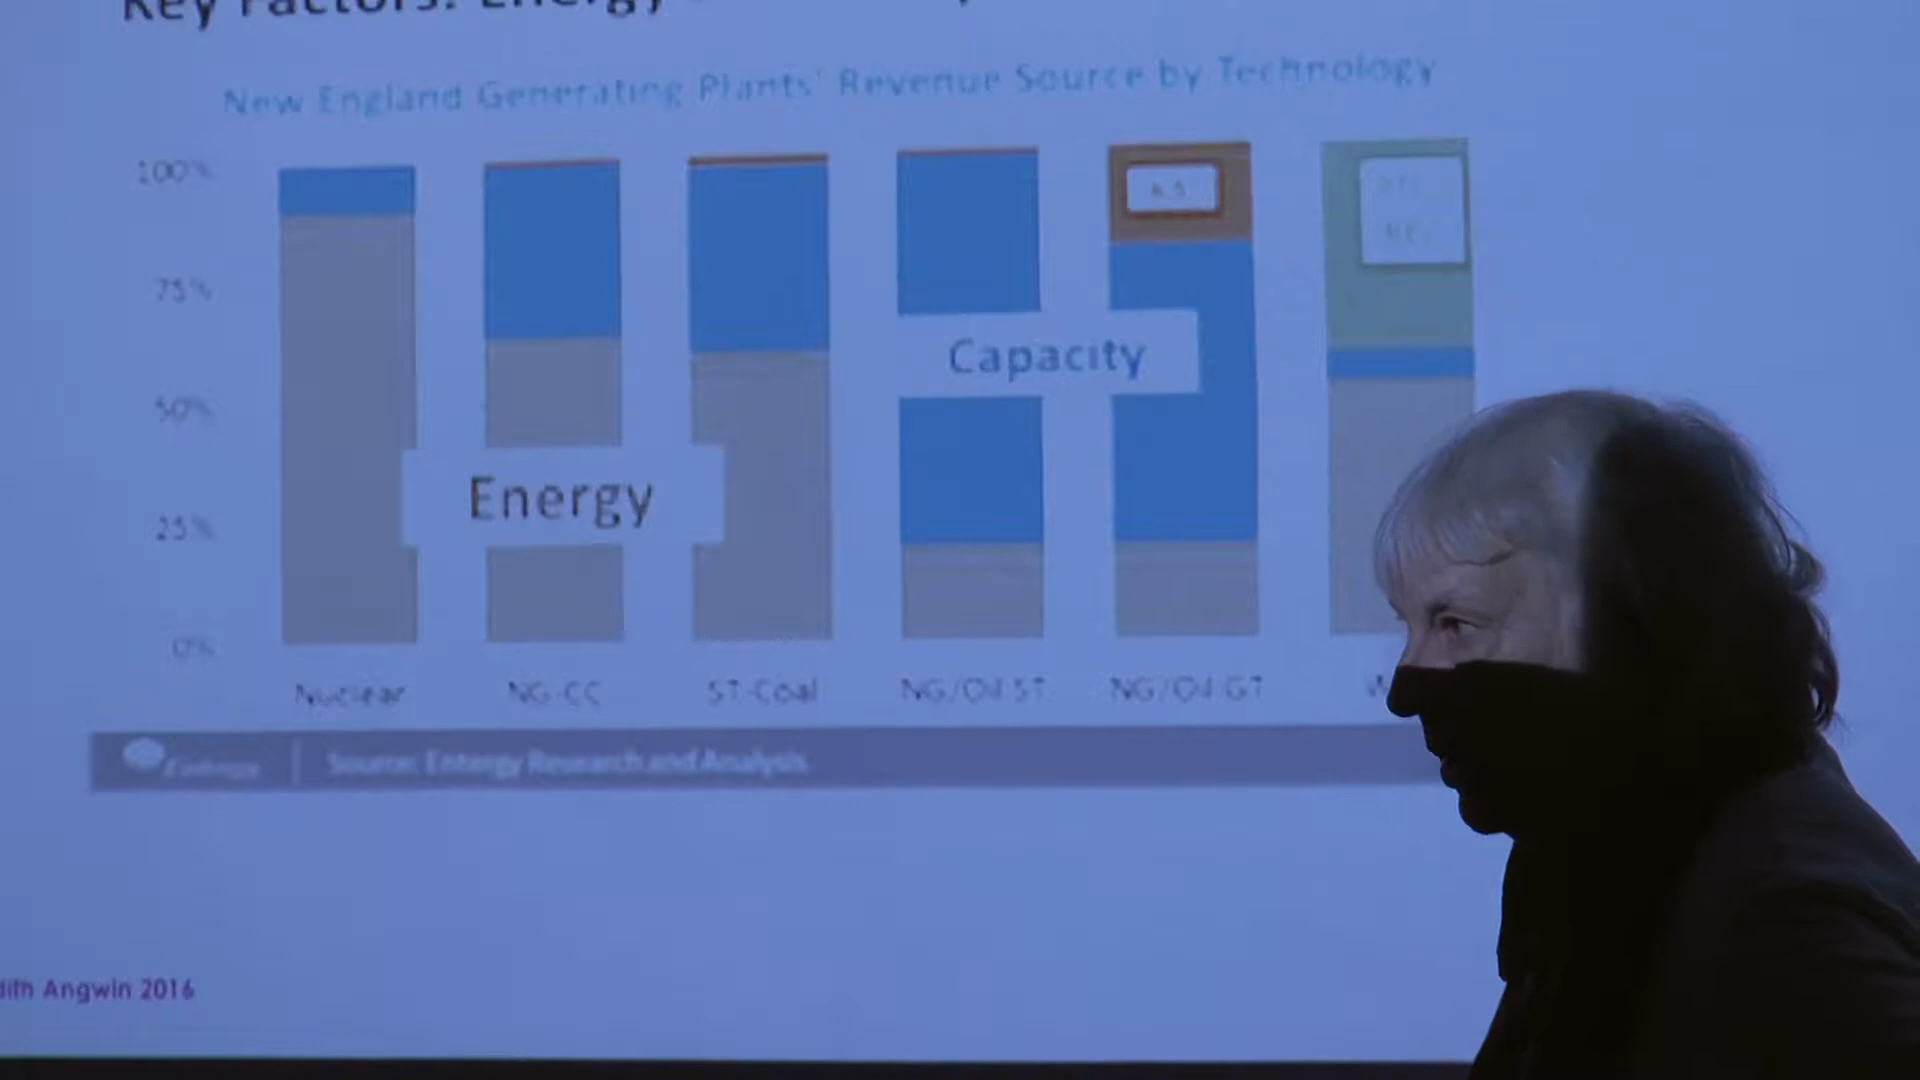 Key Factors: Energy
New England Generating Plants' Revenue Source by Technology
100%
75%
50%
25%
0%
A.S.
Capacity
Energy
Nuclear
NG-CC
ST-Coal
NG/Oil-ST
NG/Oil-GT
Entergy
Source: Entergy Research and Analysis
dith Angwin 2016